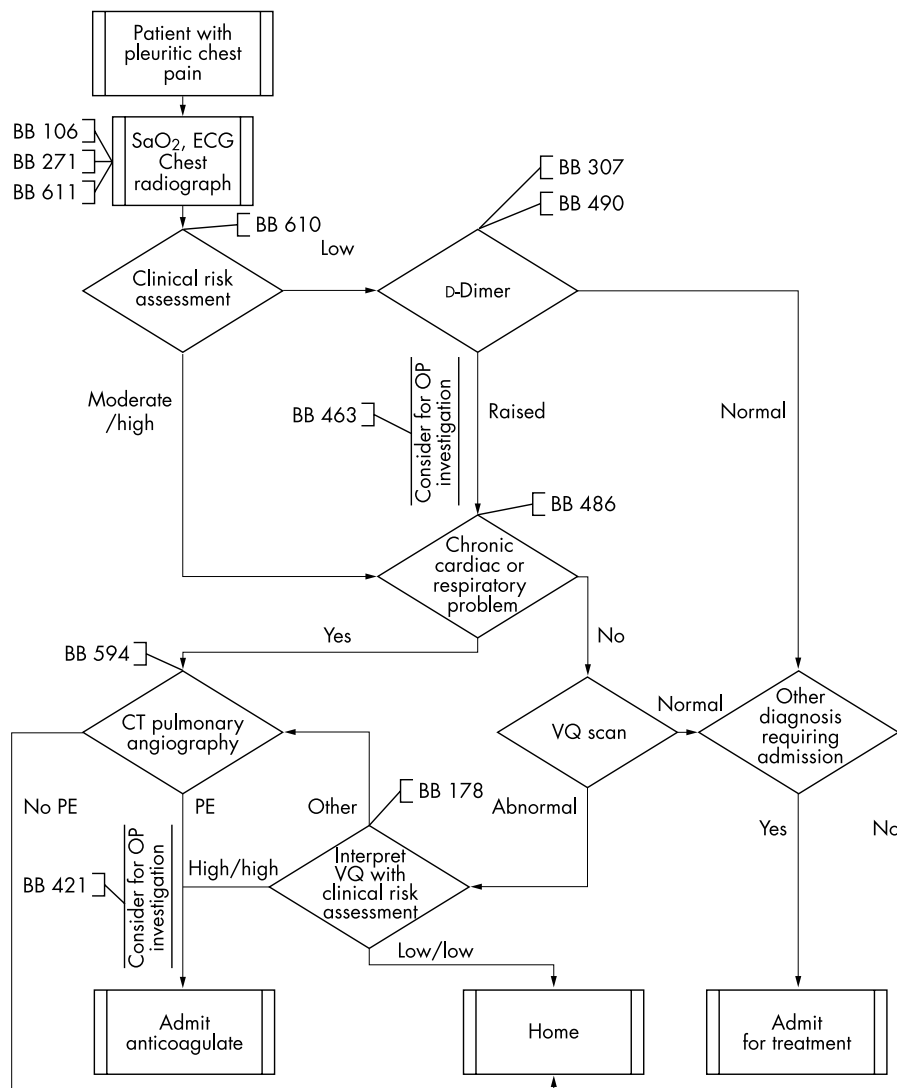 Patient with
pleuritic chest
pain
BB 106
BB 271
BB 611
SaO2, ECG
Chest
radiograph
BB 610
Low
BB 307
BB 490
Clinical risk
assessment
D-Dimer
Moderate
/high
BB 463
Consider for OP
investigation
Raised
Normal
BB 486
Chronic
cardiac or
respiratory
problem
Yes
No
BB 594
CT pulmonary
angiography
VQ scan
Normal
Other
diagnosis
requiring
admission
No PE
PE
Other
BB 178
Abnormal
Yes
No
BB 421
Consider for OP
investigation
High/high
Interpret
VQ with
clinical risk
assessment
Low/low
Admit
anticoagulate
Home
Admit
for treatment